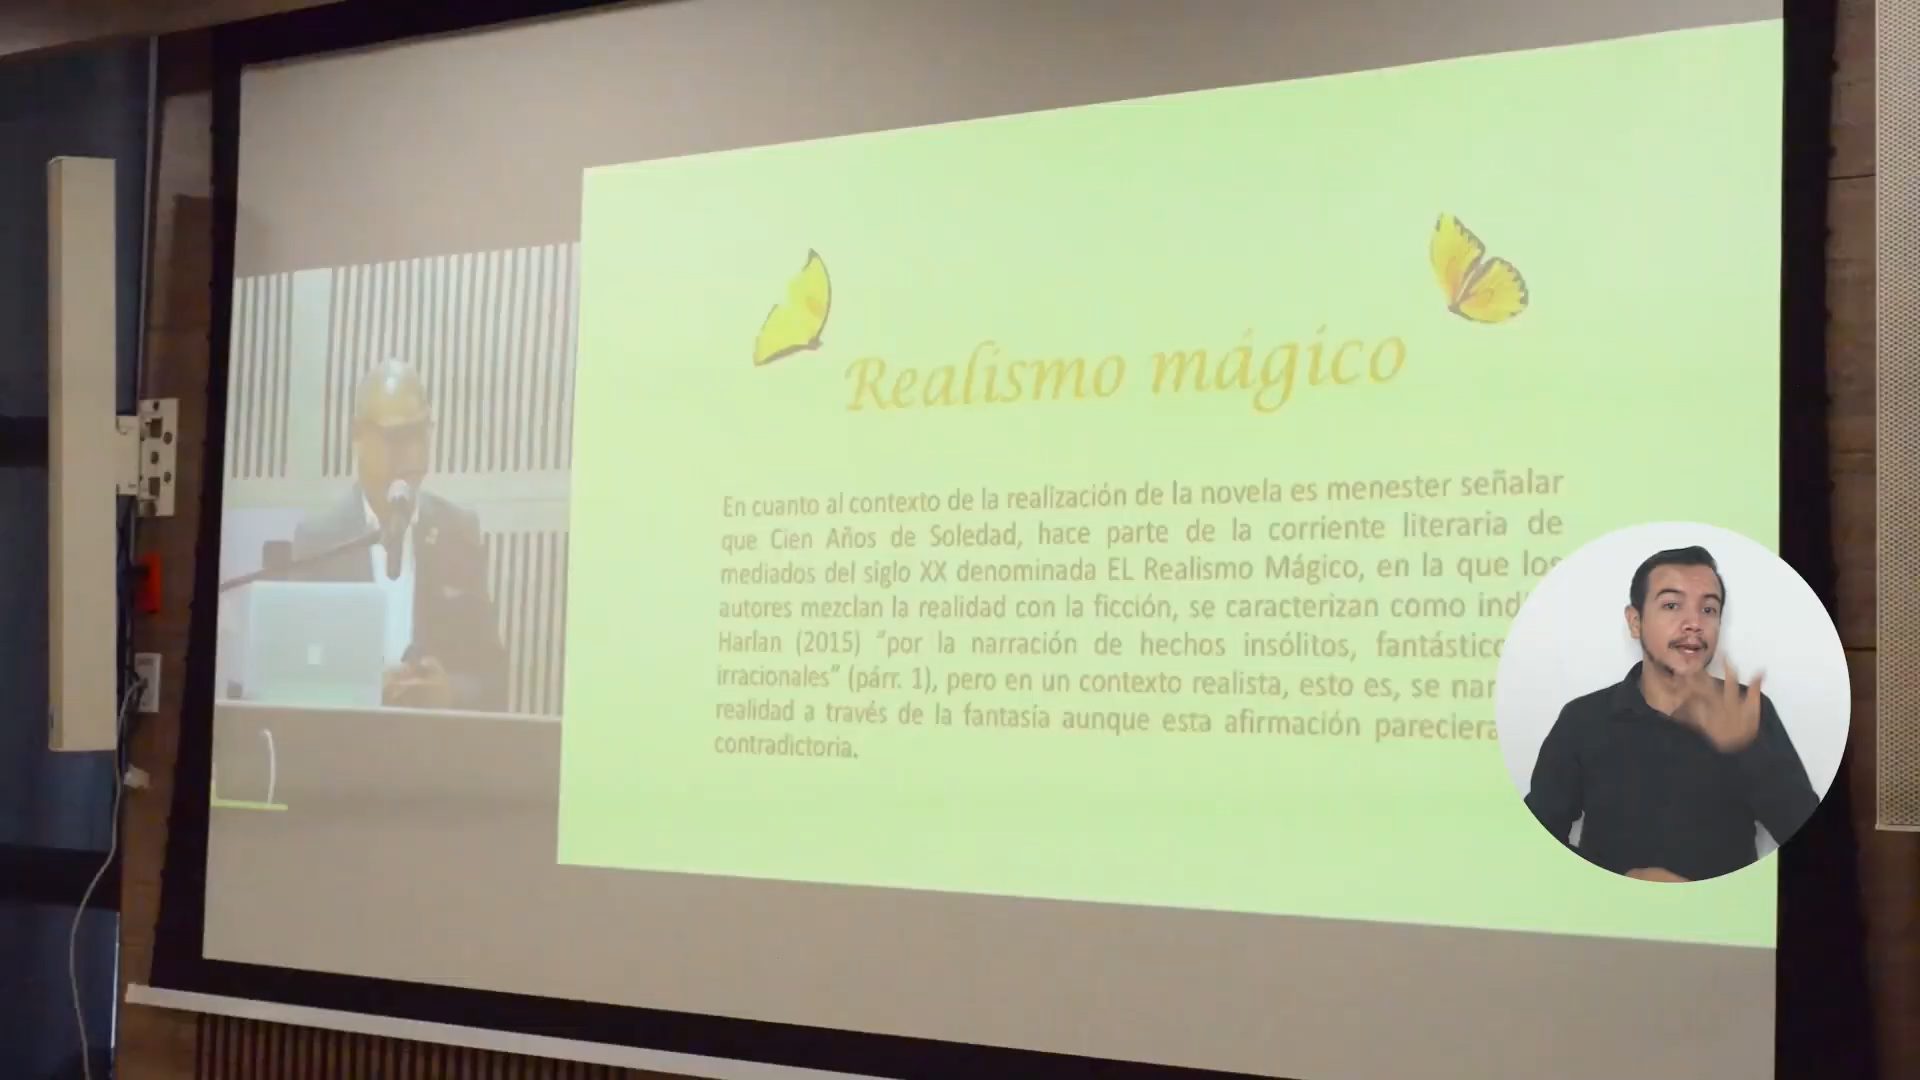 Realismo mágico
En cuanto al contexto de la realización de la novela es menester señalar
que Cien Años de Soledad, hace parte de la corriente literaria de
mediados del siglo XX denominada EL Realismo Mágico, en la que los
autores mezclan la realidad con la ficción, se caracterizan como
Harlan (2015) “por la narración de hechos insólitos,
irracionales” (párr. 1), pero en un contexto realista, esto es, se
realidad a través de la fantasía aunque esta afirmación pareciera
contradictoria.